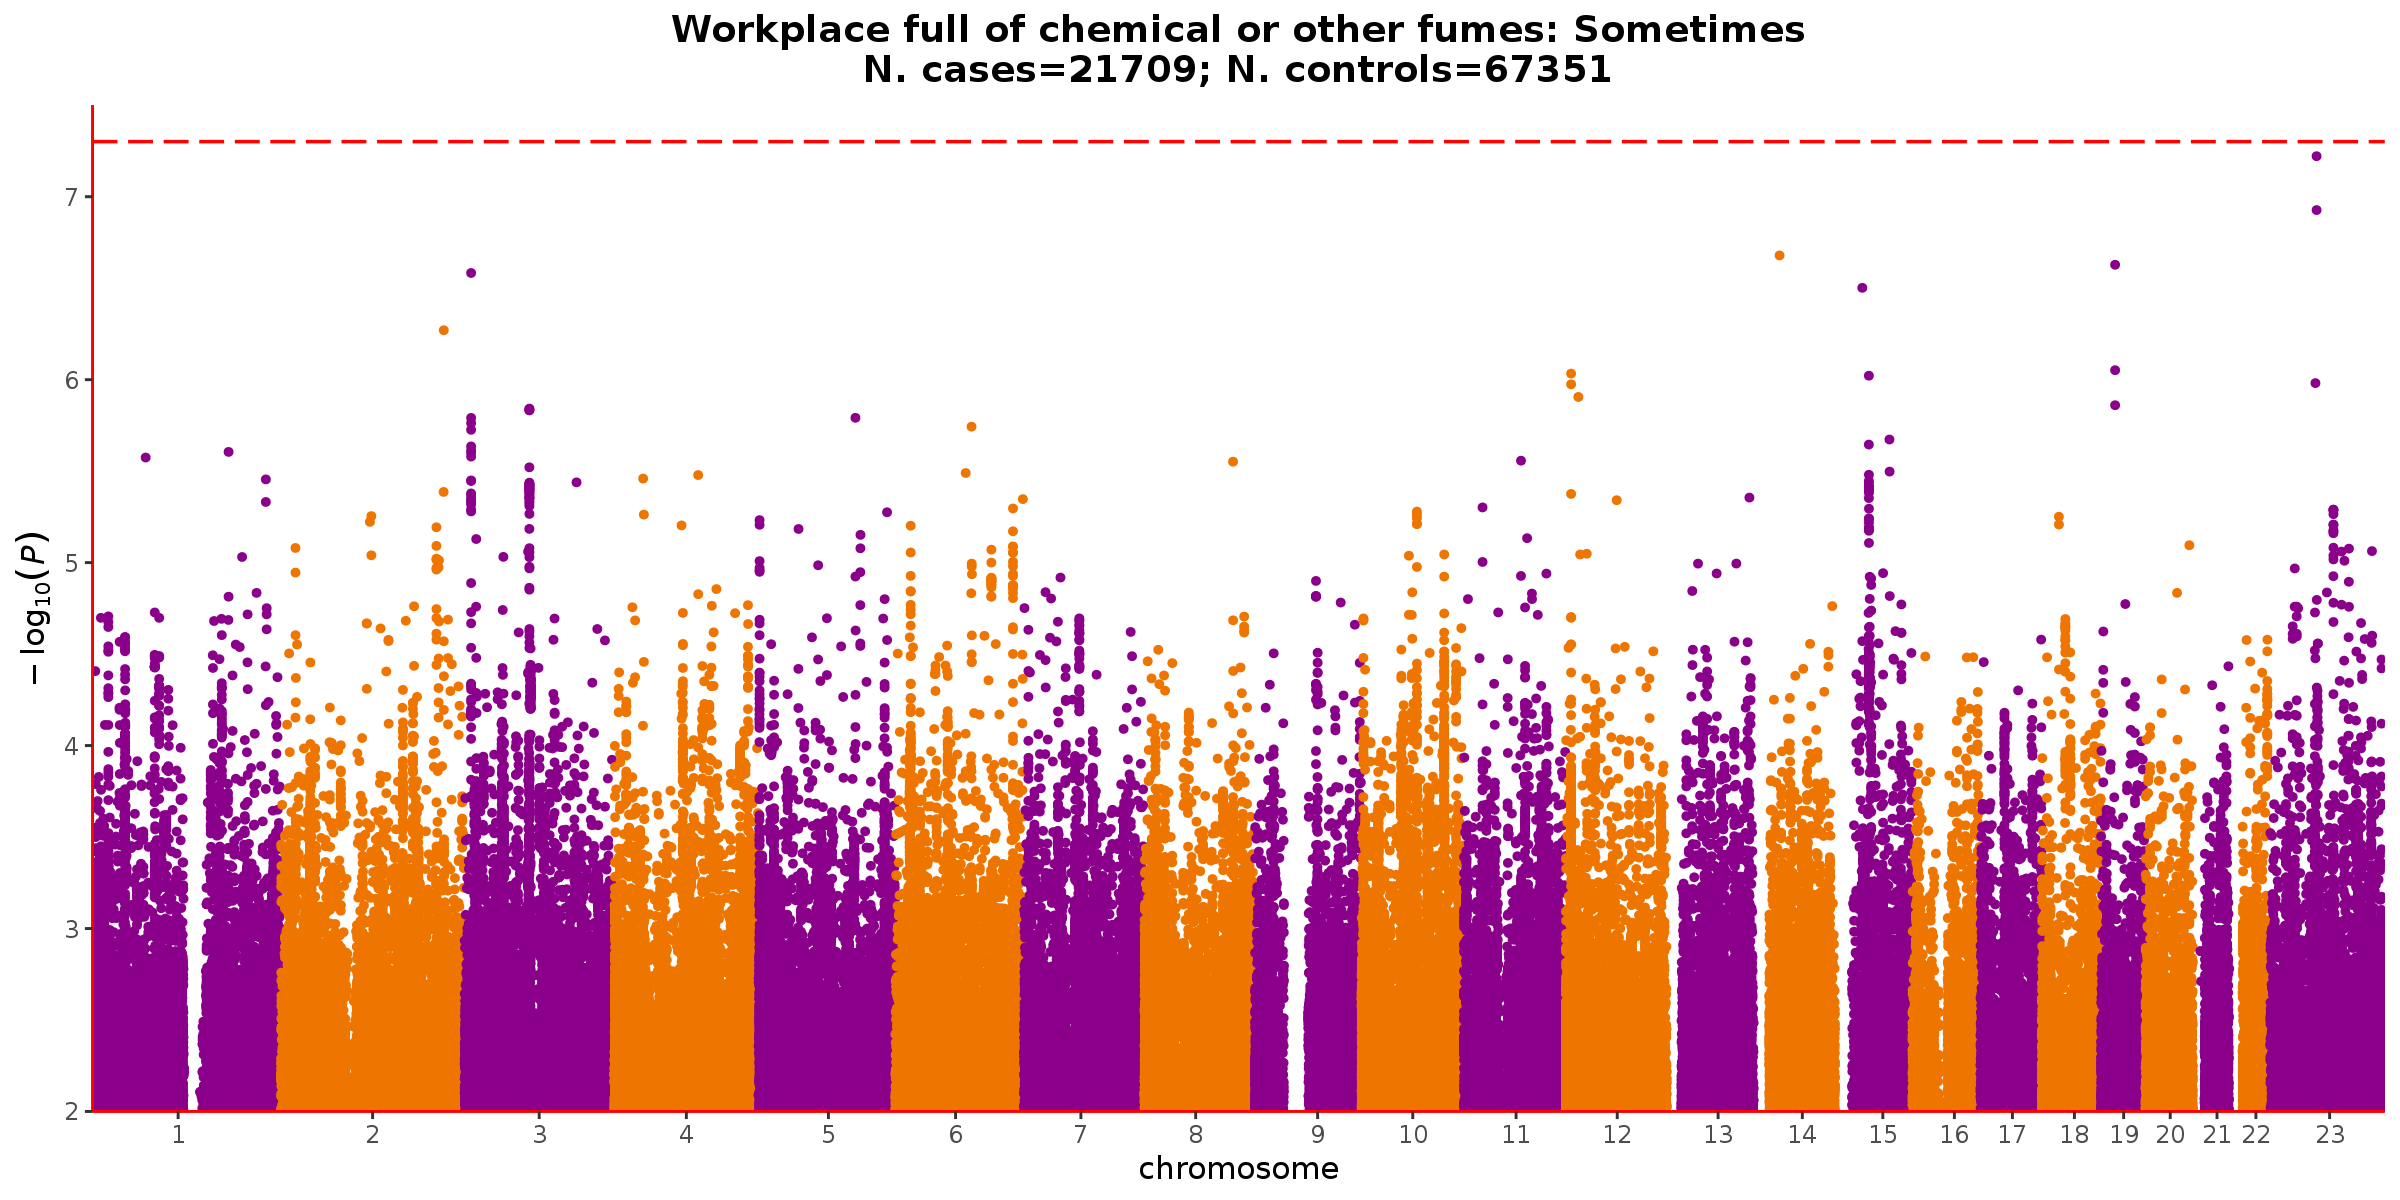 Workplace full of chemical or other fumes: Sometimes
N. cases=21709; N. controls=67351
− log10(P)
7
6
5
4
3
2
1 2 3 4 5 6 7 8 9 10 11 12 13 14 15 16 17 18 19 20 21 22 23
chromosome